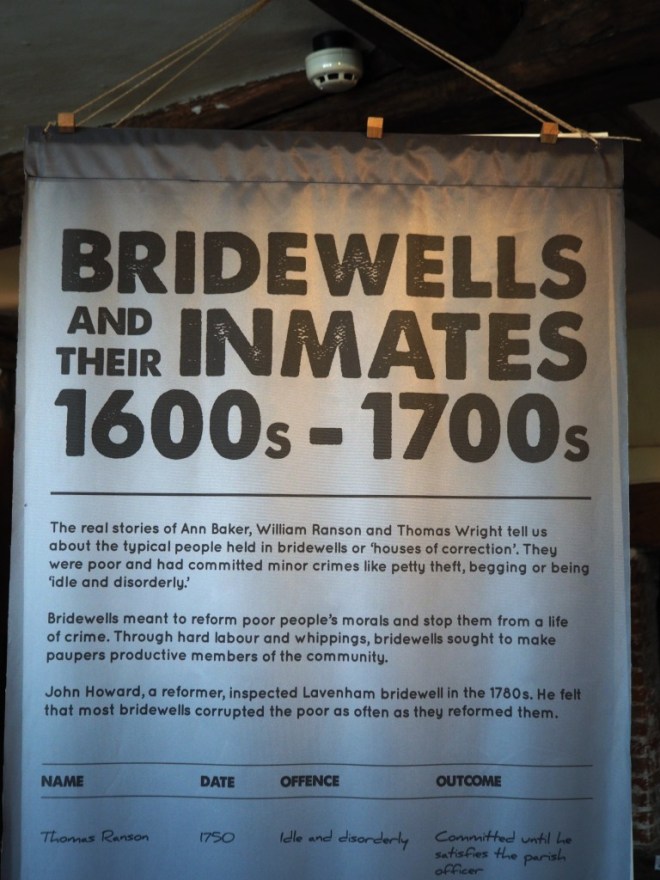 BRIDEWELLS
AND THEIR INMATES
1600s - 1700s
The real stories of Ann Baker, William Ranson and Thomas Wright tell us
about the typical people held in bridewells or ‘houses of correction’. They
were poor and had committed minor crimes like petty theft, begging or being
‘idle and disorderly.’
Bridewells meant to reform poor people’s morals and stop them from a life
of crime. Through hard labour and whippings, bridewells sought to make
paupers productive members of the community.
John Howard, a reformer, inspected Lavenham bridewell in the 1780s. He felt
that most bridewells corrupted the poor as often as they reformed them.
NAME DATE OFFENCE OUTCOME
Thomas Ranson 1750 Idle and disorderly Committed until he
satisfies the parish
officer